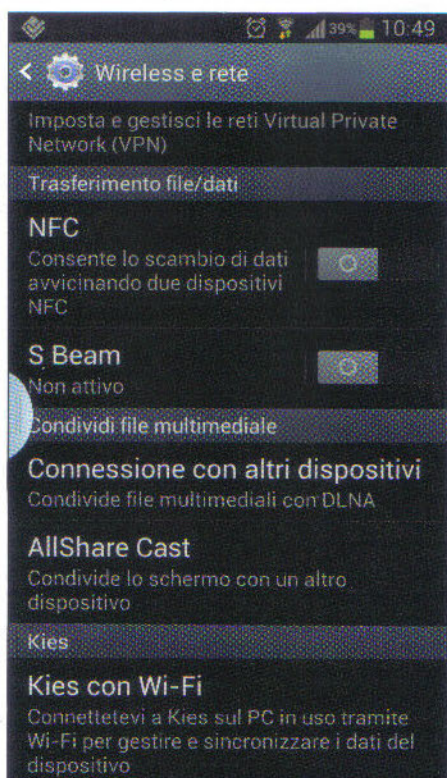 39% 10:49
Wireless e rete
Imposta e gestisci le reti Virtual Private
Network (VPN)
Trasferimento file/dati
NFC
Consente lo scambio di dati
avvicinando due dispositivi
NFC
S Beam
Non attivo
Condividi file multimediale
Connessione con altri dispositivi
Condivide file multimediali con DLNA
AllShare Cast
Condivide lo schermo con un altro
dispositivo
Kies
Kies con Wi-Fi
Connettetevi a Kies sul PC in uso tramite
Wi-Fi per gestire e sincronizzare i dati del
dispositivo